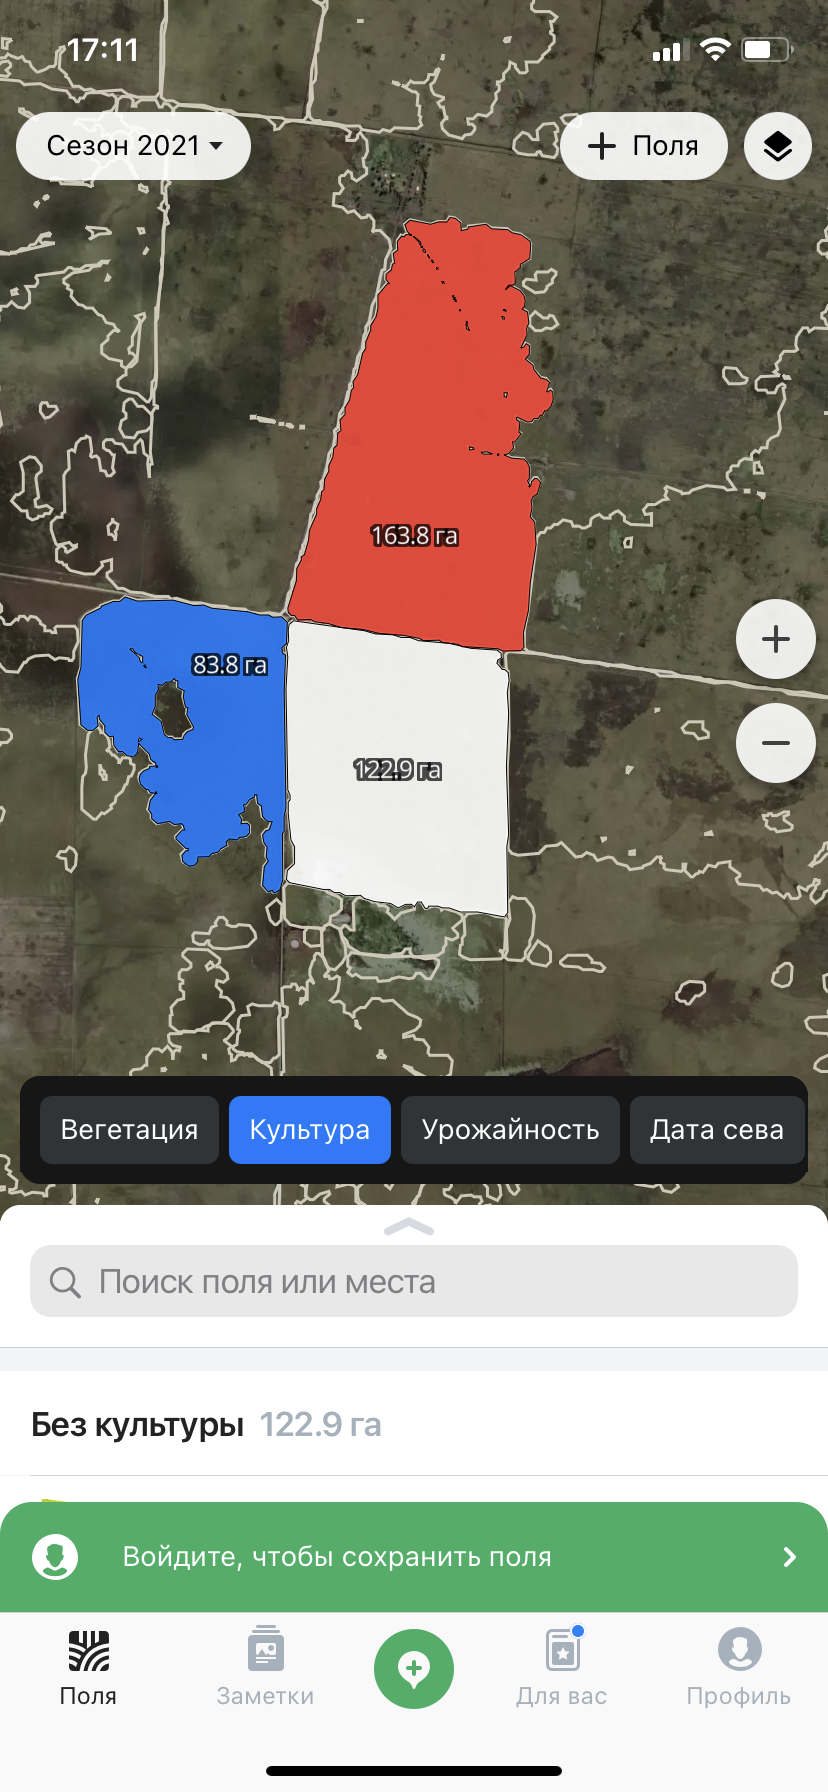 17:11
Сезон 2021
Поля
163.8 га
83.8 га
122.9 га
Вегетация
Культура
Урожайность
Дата сева
Поиск поля или места
Без культуры 122.9 га
Войдите, чтобы сохранить поля
Поля
Заметки
Для вас
Профиль